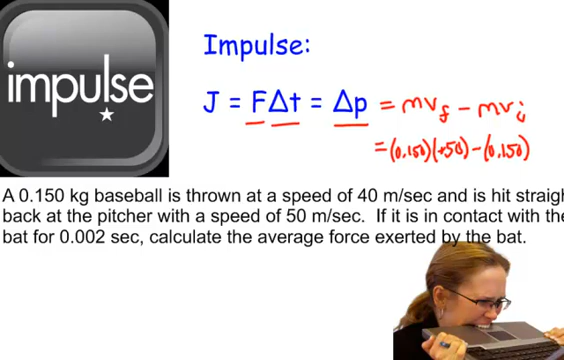 impulse
Impulse:
J = FΔt = Δp = mv_f - mv_i
= (0.150)(+50) - (0.150)
A 0.150 kg baseball is thrown at a speed of 40 m/sec and is hit straigh
back at the pitcher with a speed of 50 m/sec. If it is in contact with the
bat for 0.002 sec, calculate the average force exerted by the bat.